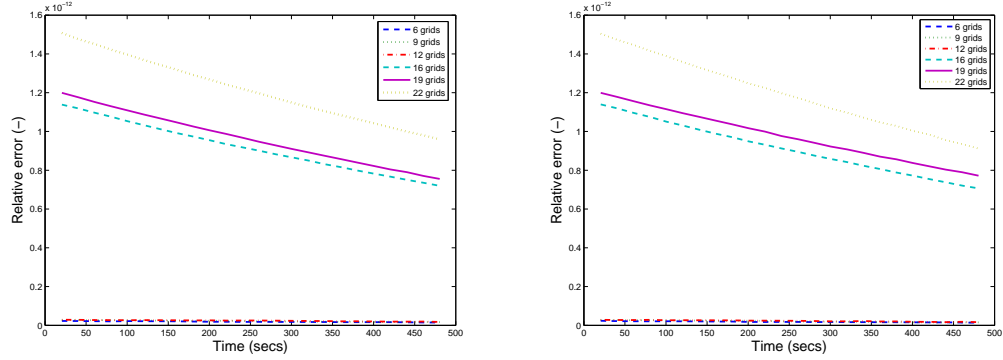 x 10
-12
1.6
1.4
1.2
1
0.8
0.6
0.4
0.2
0
Relative error (−)
0 50 100 150 200 250 300 350 400 450 500
Time (secs)
6 grids
9 grids
12 grids
16 grids
19 grids
22 grids
x 10
-12
1.6
1.4
1.2
1
0.8
0.6
0.4
0.2
0
Relative error (−)
0 50 100 150 200 250 300 350 400 450 500
Time (secs)
6 grids
9 grids
12 grids
16 grids
19 grids
22 grids